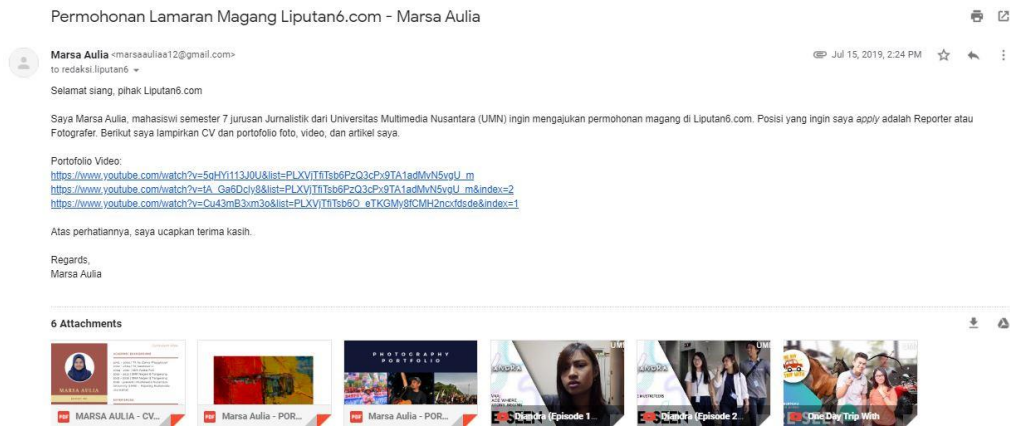 Permohonan Lamaran Magang Liputan6.com - Marsa Aulia
Marsa Aulia <marsaauliaa12@gmail.com>
Jul 15, 2019, 2:24 PM
to redaksi.liputan6
Selamat siang, pihak Liputan6.com
Saya Marsa Aulia, mahasiswi semester 7 jurusan Jurnalistik dari Universitas Multimedia Nusantara (UMN) ingin mengajukan permohonan magang di Liputan6.com. Posisi yang ingin saya apply adalah Reporter atau
Fotografer. Berikut saya lampirkan CV dan portofolio foto, video, dan artikel saya.
Portofolio Video:
https://www.youtube.com/watch?v=5qHYi113J0U&list=PLXVjTfiTsb6PzQ3cPx9TA1adMvN5vgU_m
https://www.youtube.com/watch?v=tA_Ga6Dcly8&list=PLXVjTfiTsb6PzQ3cPx9TA1adMvN5vgU_m&index=2
https://www.youtube.com/watch?v=Cu43mB3xm3o&list=PLXVjTfiTsb6O_eTKGMy8fCMH2ncxfdsde&index=1
Atas perhatiannya, saya ucapkan terima kasih.
Regards,
Marsa Aulia
6 Attachments
MARSA AULIA
PHOTOGRAPHY
PORTFOLIO
PDF MARSA AULIA - CV...
PDF Marsa Aulia - POR...
PDF Marsa Aulia - POR...
Djandra (Episode 1...
Djandra (Episode 2...
One Day Trip With